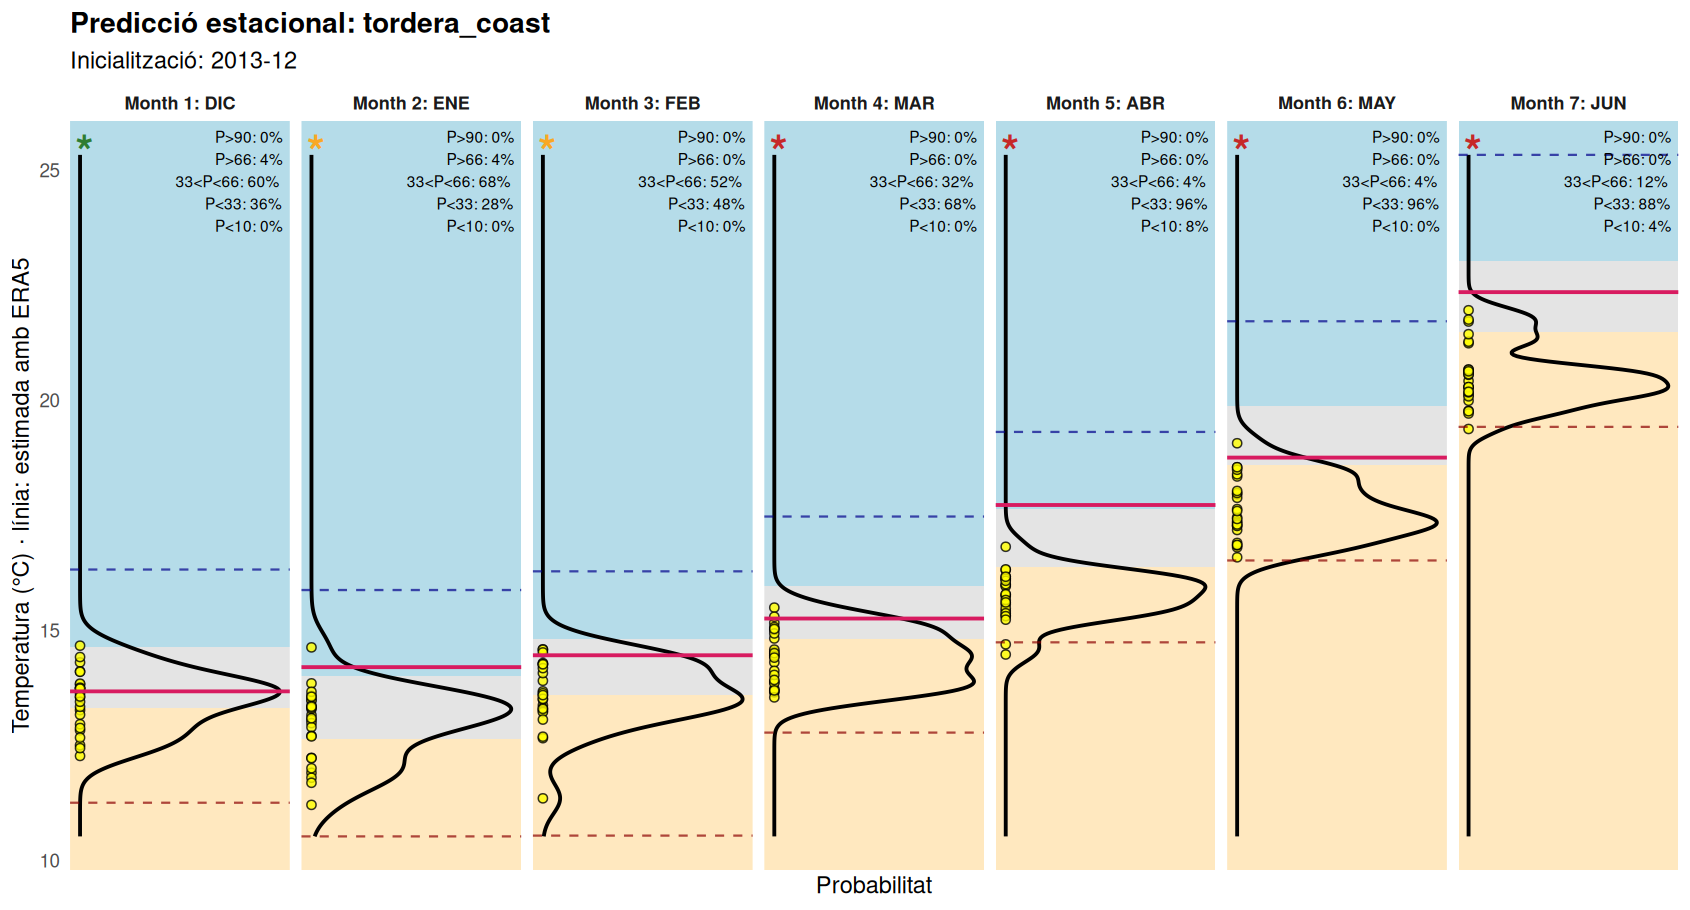 Predicció estacional: tordera_coast
Inicialització: 2013-12
Month 1: DIC
Month 2: ENE
Month 3: FEB
Month 4: MAR
Month 5: ABR
Month 6: MAY
Month 7: JUN
*
P>90: 0%
P>66: 4%
33<P<66: 60%
P<33: 36%
P<10: 0%
*
P>90: 0%
P>66: 4%
33<P<66: 68%
P<33: 28%
P<10: 0%
*
P>90: 0%
P>66: 0%
33<P<66: 52%
P<33: 48%
P<10: 0%
*
P>90: 0%
P>66: 0%
33<P<66: 32%
P<33: 68%
P<10: 0%
*
P>90: 0%
P>66: 0%
33<P<66: 4%
P<33: 96%
P<10: 8%
*
P>90: 0%
P>66: 0%
33<P<66: 4%
P<33: 96%
P<10: 0%
*
P>90: 0%
P>66: 0%
33<P<66: 12%
P<33: 88%
P<10: 4%
25
20
15
10
Temperatura (°C) · línia: estimada amb ERA5
Probabilitat